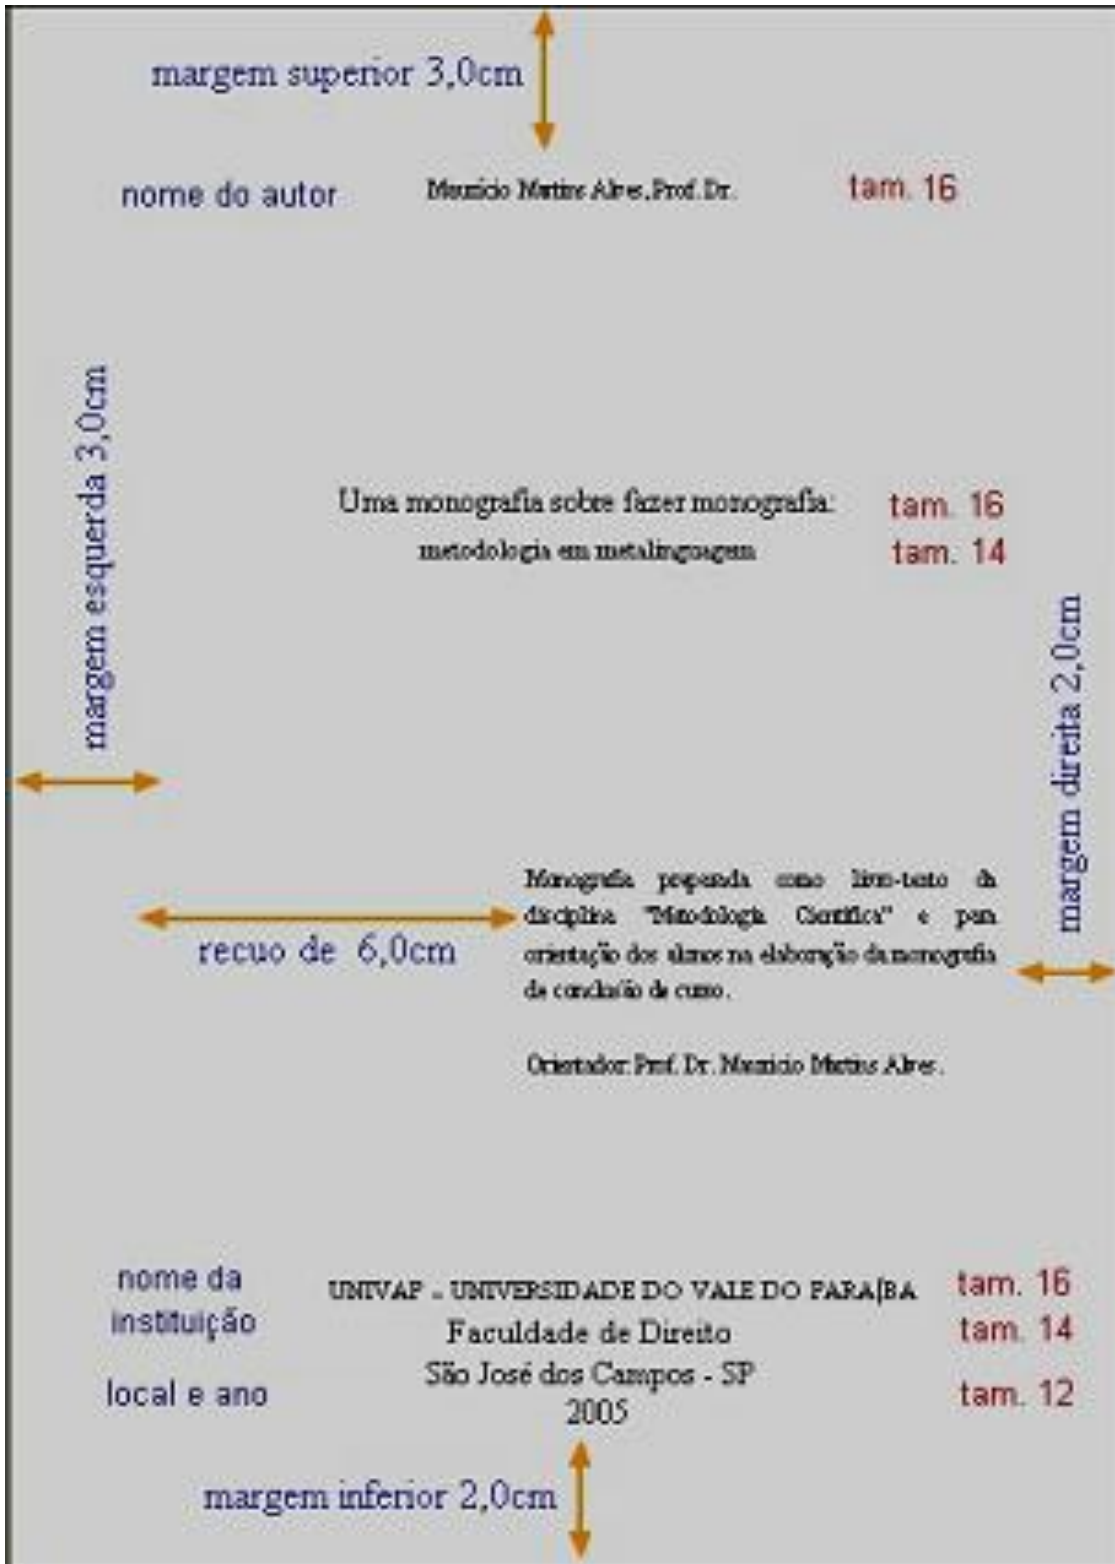 margem superior 3,0cm
nome do autor Maurício Martins Alves, Prof. Dr. tam. 16
margem esquerda 3,0cm
Uma monografia sobre fazer monografia: tam. 16
metodologia em metalinguagem tam. 14
margem direita 2,0cm
Monografia preparada como livro-texto da
disciplina "Metodologia Científica" e para
recuo de 6,0cm
orientação dos alunos na elaboração da monografia
de conclusão de curso.
Orientador: Prof. Dr. Maurício Martins Alves.
nome da
instituição
UNIVAP - UNIVERSIDADE DO VALE DO PARAÍBA tam. 16
Faculdade de Direito tam. 14
São José dos Campos - SP
local e ano tam. 12
2005
margem inferior 2,0cm